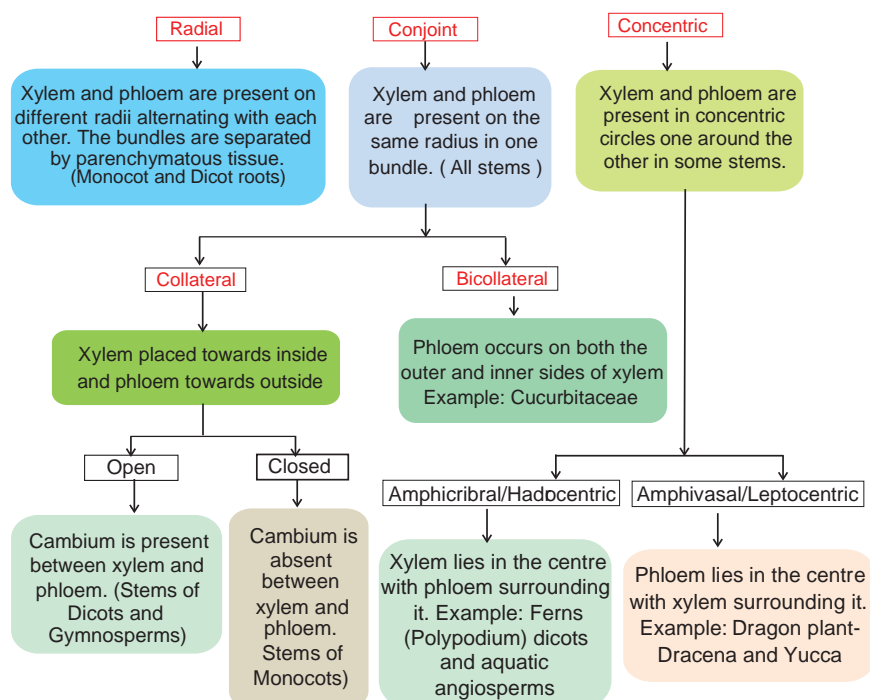 Radial
Conjoint
Concentric
Xylem and phloem are present on
different radii alternating with each
other. The bundles are separated
by parenchymatous tissue.
(Monocot and Dicot roots)
Xylem and phloem
are present on the
same radius in one
bundle. ( All stems )
Xylem and phloem are
present in concentric
circles one around the
other in some stems.
Collateral
Bicollateral
Xylem placed towards inside
and phloem towards outside
Phloem occurs on both the
outer and inner sides of xylem
Example: Cucurbitaceae
Open
Closed
Amphicribral/Hadrocentric
Amphivasal/Leptocentric
Cambium is present
between xylem and
phloem. (Stems of
Dicots and
Gymnosperms)
Cambium is
absent
between
xylem and
phloem.
Stems of
Monocots)
Xylem lies in the centre
with phloem surrounding
it. Example: Ferns
(Polypodium) dicots
and aquatic
angiosperms
Phloem lies in the centre
with xylem surrounding it.
Example: Dragon plant-
Dracena and Yucca